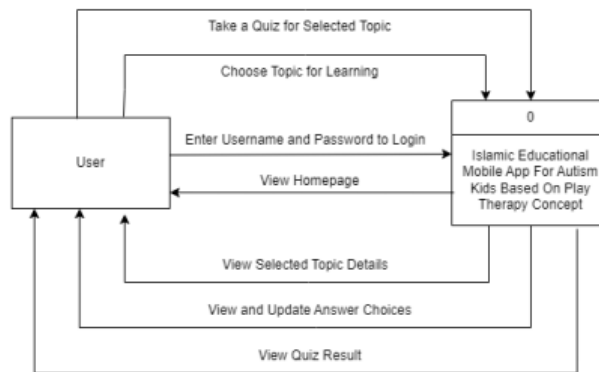 Take a Quiz for Selected Topic
Choose Topic for Learning
0
User
Enter Username and Password to Login
View Homepage
Islamic Educational
Mobile App For Autism
Kids Based On Play
Therapy Concept
View Selected Topic Details
View and Update Answer Choices
View Quiz Result